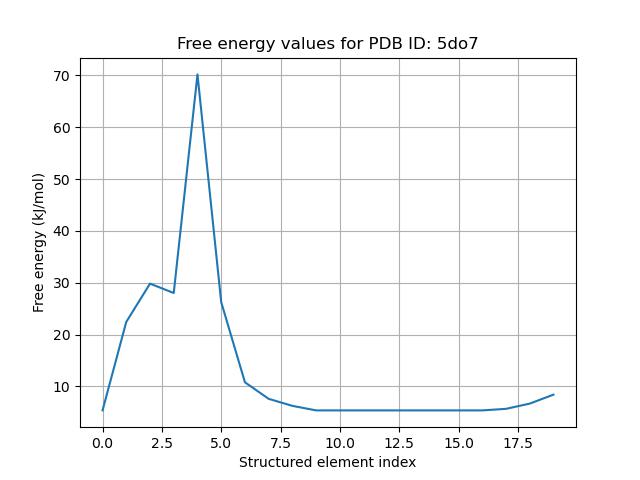 Free energy values for PDB ID: 5do7
70
60
50
40
30
20
10
Free energy (kJ/mol)
0.0 2.5 5.0 7.5 10.0 12.5 15.0 17.5
Structured element index